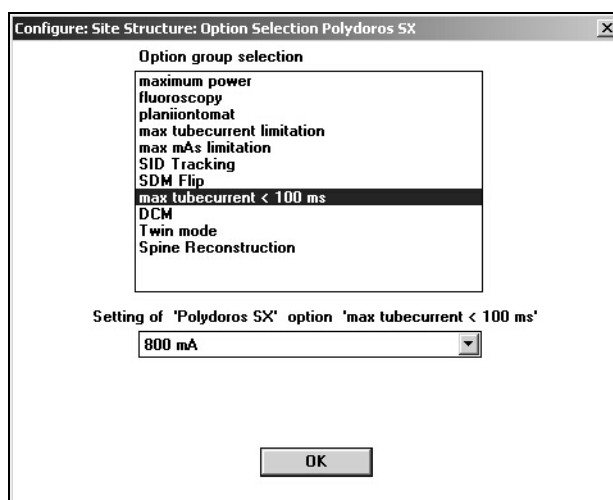 Configure: Site Structure: Option Selection Polydoros SX
Option group selection
maximum power
fluoroscopy
planiiontomat
max tubecurrent limitation
max mAs limitation
SID Tracking
SDM Flip
max tubecurrent < 100 ms
DCM
Twin mode
Spine Reconstruction
Setting of 'Polydoros SX' option 'max tubecurrent < 100 ms'
800 mA
OK